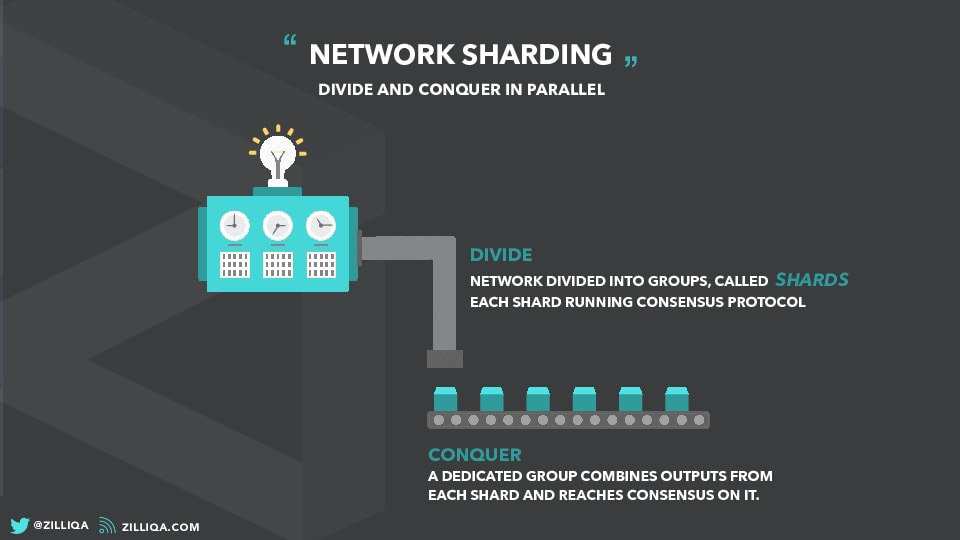 “ NETWORK SHARDING ”
DIVIDE AND CONQUER IN PARALLEL
DIVIDE
NETWORK DIVIDED INTO GROUPS, CALLED SHARDS
EACH SHARD RUNNING CONSENSUS PROTOCOL
CONQUER
A DEDICATED GROUP COMBINES OUTPUTS FROM
EACH SHARD AND REACHES CONSENSUS ON IT.
@ZILLIQA ZILLIQA.COM